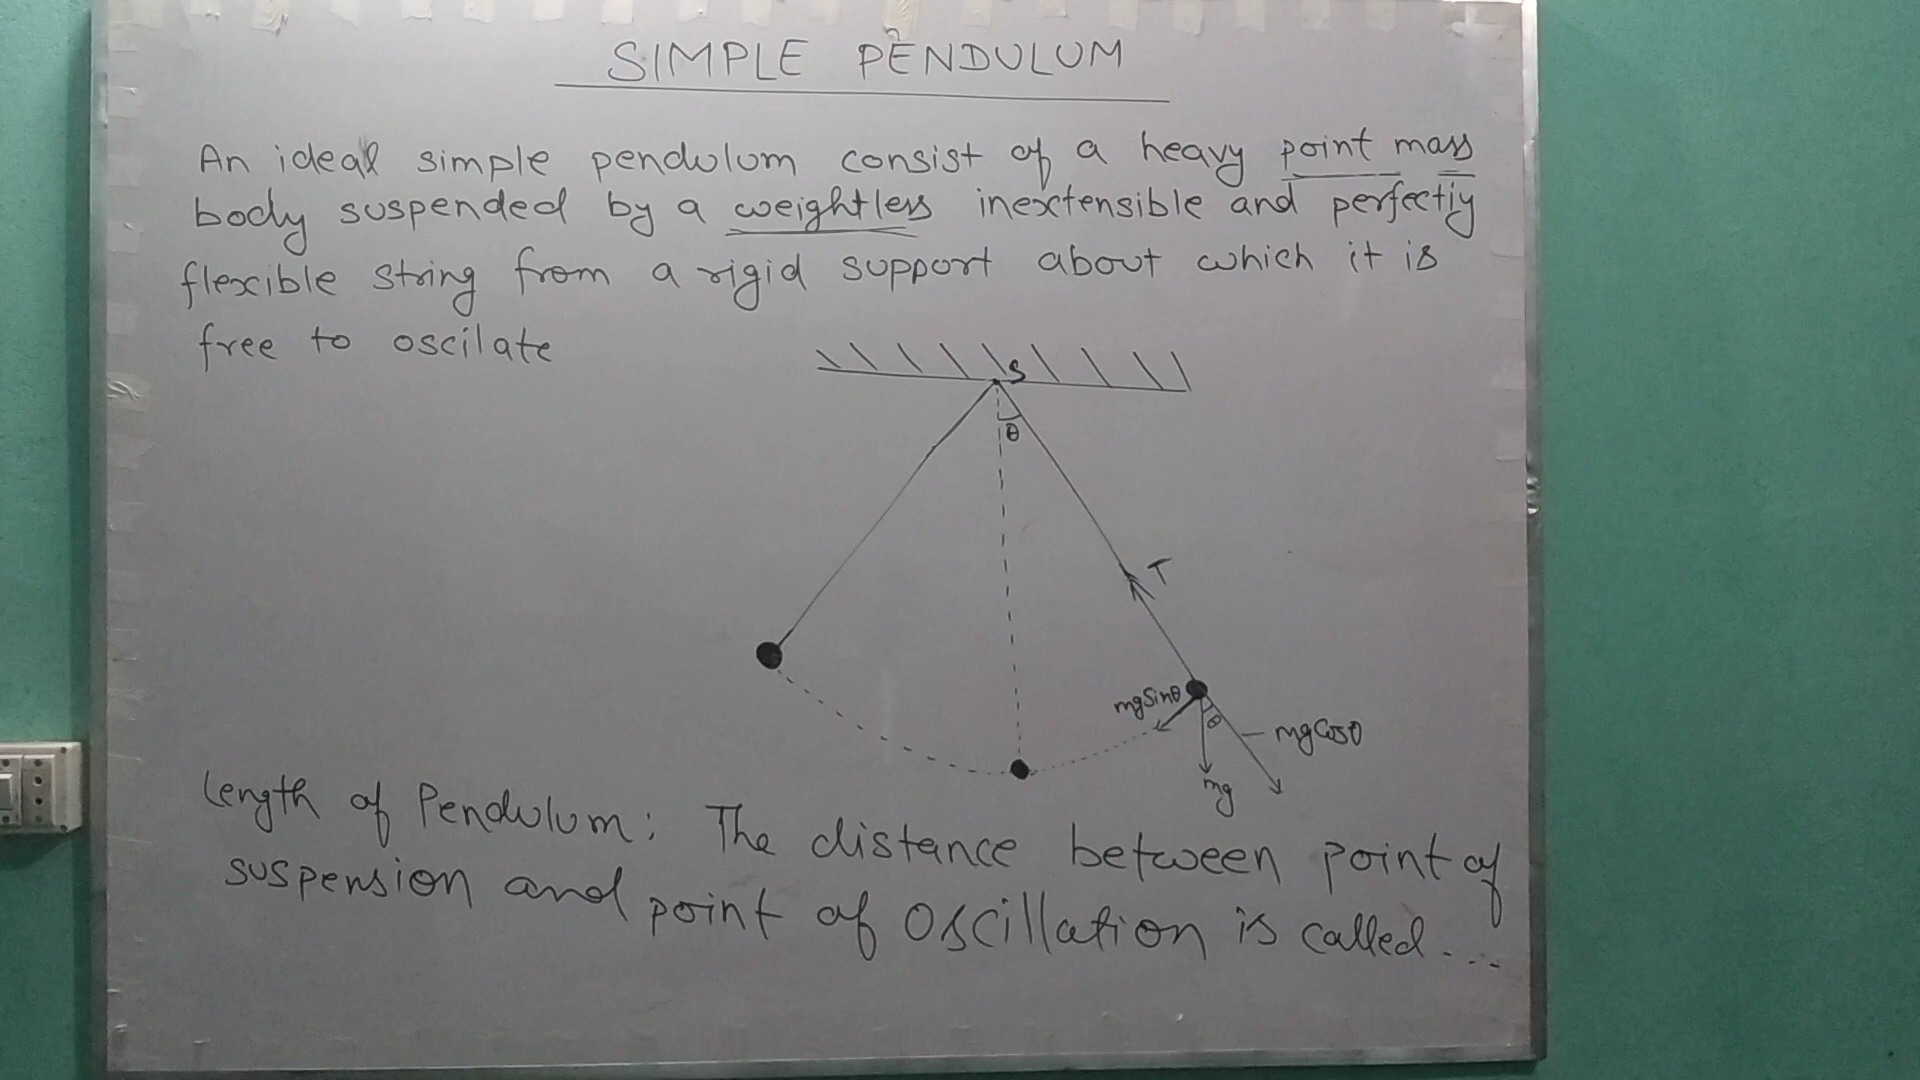 SIMPLE PENDULUM
An ideal simple pendulum consist of a heavy point mass
body suspended by a weightless inextensible and perfectly
flexible string from a rigid support about which it is
free to oscilate
S
θ
T
mgSinθ
θ
mgCosθ
mg
Length of Pendulum: The distance between point of
suspension and point of Oscillation is called....